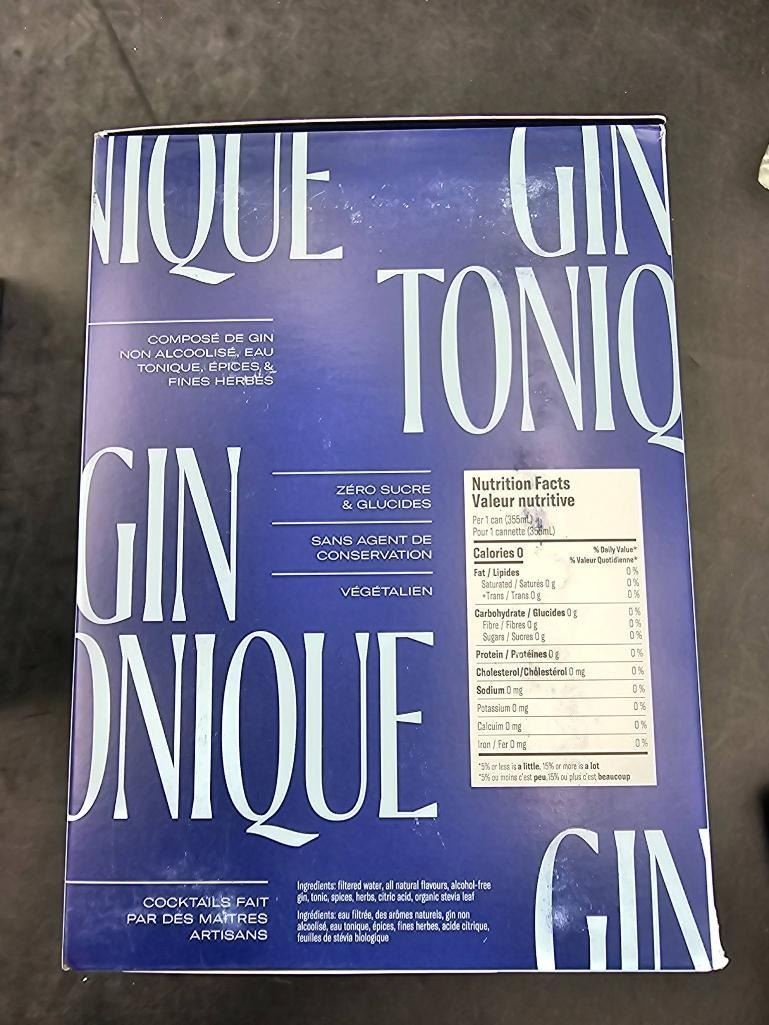 NIQUE
GIN
TONIQ
COMPOSÉ DE GIN
NON ALCOOLISÉ, EAU
TONIQUE, ÉPICES &
FINES HERBES
GIN
ONIQUE
ZÉRO SUCRE
& GLUCIDES
SANS AGENT DE
CONSERVATION
VÉGÉTALIEN
Nutrition Facts
Valeur nutritive
Per 1 can (355mL)
Pour 1 cannette (355mL)
Calories 0
% Daily Value*
% Valeur Quotidienne*
Fat / Lipides 0 %
Saturated / Saturés 0 g 0 %
+Trans / Trans 0 g 0 %
Carbohydrate / Glucides 0 g 0 %
Fibre / Fibres 0 g 0 %
Sugars / Sucres 0 g 0 %
Protein / Protéines 0 g 0 %
Cholesterol/Chölestérol 0 mg 0 %
Sodium 0 mg 0 %
Potassium 0 mg 0 %
Calcuim 0 mg 0 %
Iron / Fer 0 mg 0 %
*5% or less is a little, 15% or more is a lot
*5% ou moins c'est peu, 15% ou plus c'est beaucoup
COCKTAILS FAIT
PAR DES MAÎTRES
ARTISANS
Ingredients: filtered water, all natural flavours, alcohol-free
gin, tonic, spices, herbs, citric acid, organic stevia leaf
Ingrédients: eau filtrée, des arômes naturels, gin non
alcoolisé, eau tonique, épices, fines herbes, acide citrique,
feuilles de stévia biologique
GIN